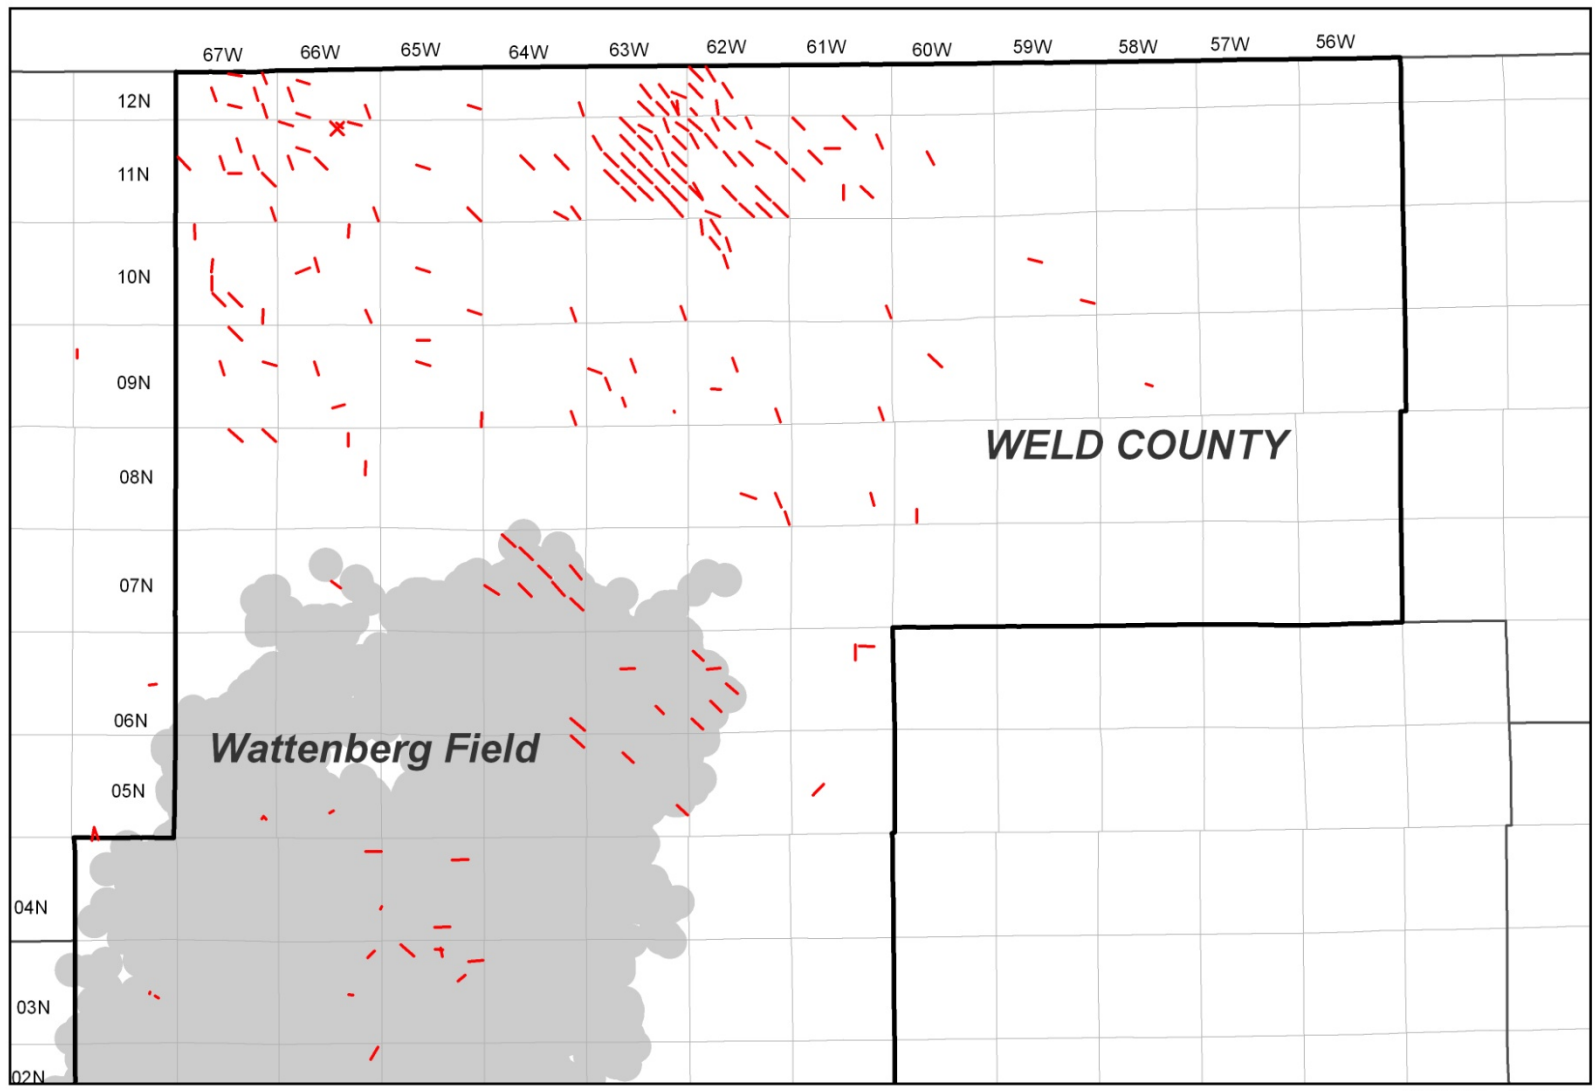 67W 66W 65W 64W 63W 62W 61W 60W 59W 58W 57W 56W
12N
11N
10N
09N
WELD COUNTY
08N
07N
06N
Wattenberg Field
05N
04N
03N
02N